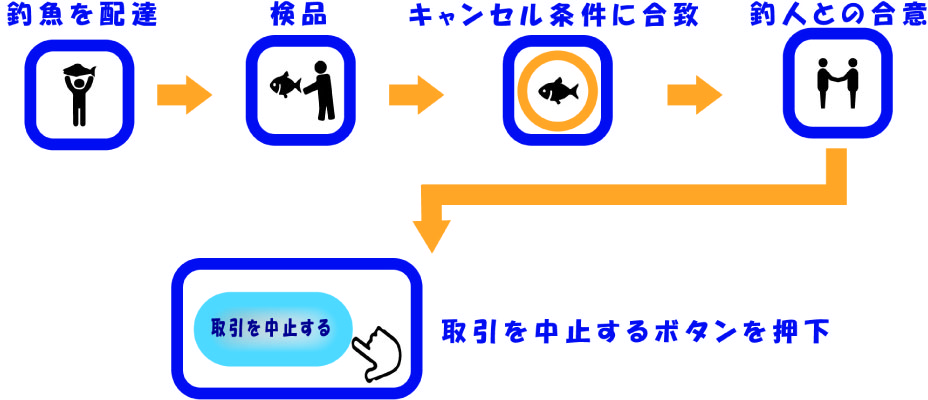 釣魚を配達
検品
キャンセル条件に合致
釣人との合意
取引を中止する
取引を中止するボタンを押下